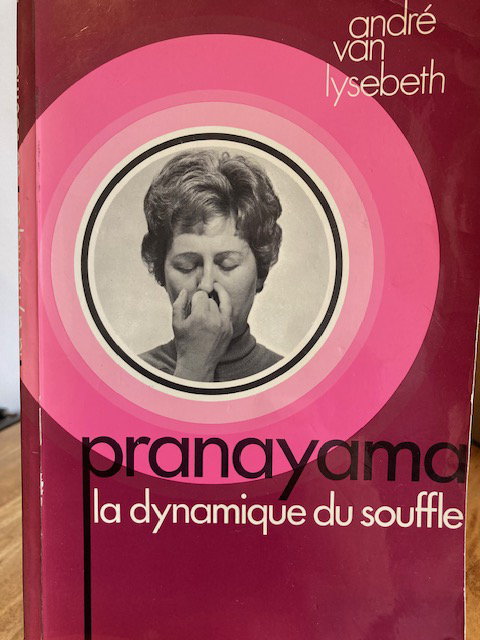 andré
van
lysebeth
pranayama
la dynamique du souffle